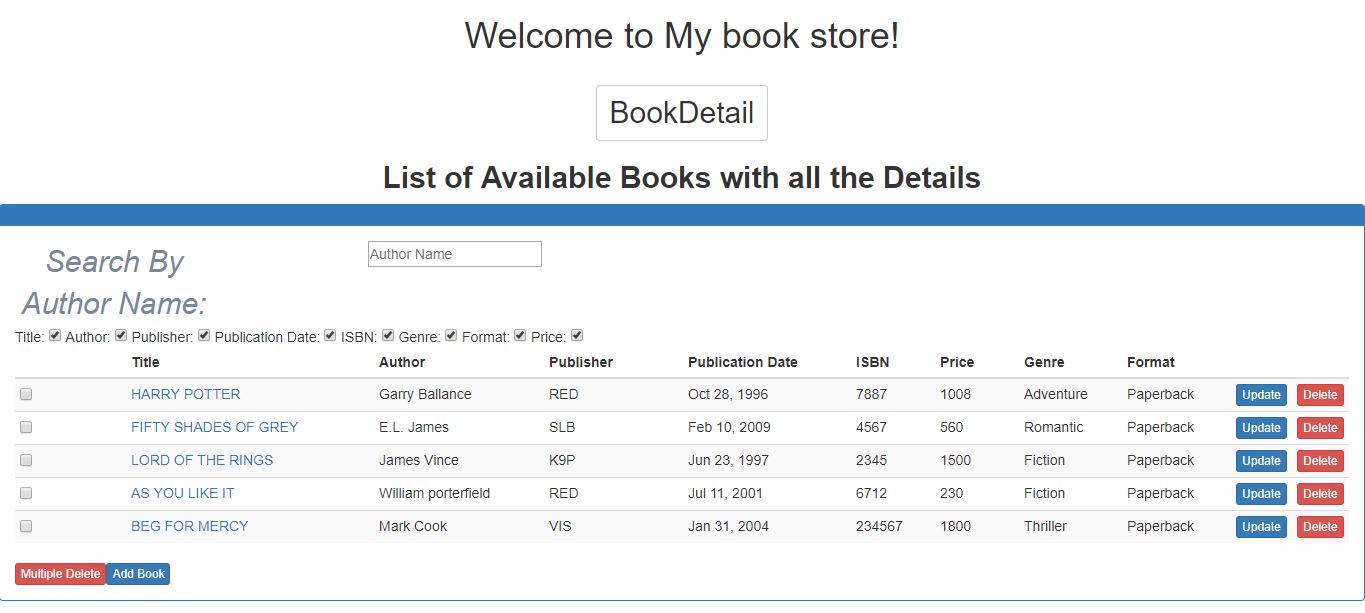 Welcome to My book store!
BookDetail
List of Available Books with all the Details
Search By
Author Name:
Author Name
Title: Author: Publisher: Publication Date: ISBN: Genre: Format: Price:
Title Author Publisher Publication Date ISBN Price Genre Format
HARRY POTTER Garry Ballance RED Oct 28, 1996 7887 1008 Adventure Paperback Update Delete
FIFTY SHADES OF GREY E.L. James SLB Feb 10, 2009 4567 560 Romantic Paperback Update Delete
LORD OF THE RINGS James Vince K9P Jun 23, 1997 2345 1500 Fiction Paperback Update Delete
AS YOU LIKE IT William porterfield RED Jul 11, 2001 6712 230 Fiction Paperback Update Delete
BEG FOR MERCY Mark Cook VIS Jan 31, 2004 234567 1800 Thriller Paperback Update Delete
Multiple Delete Add Book